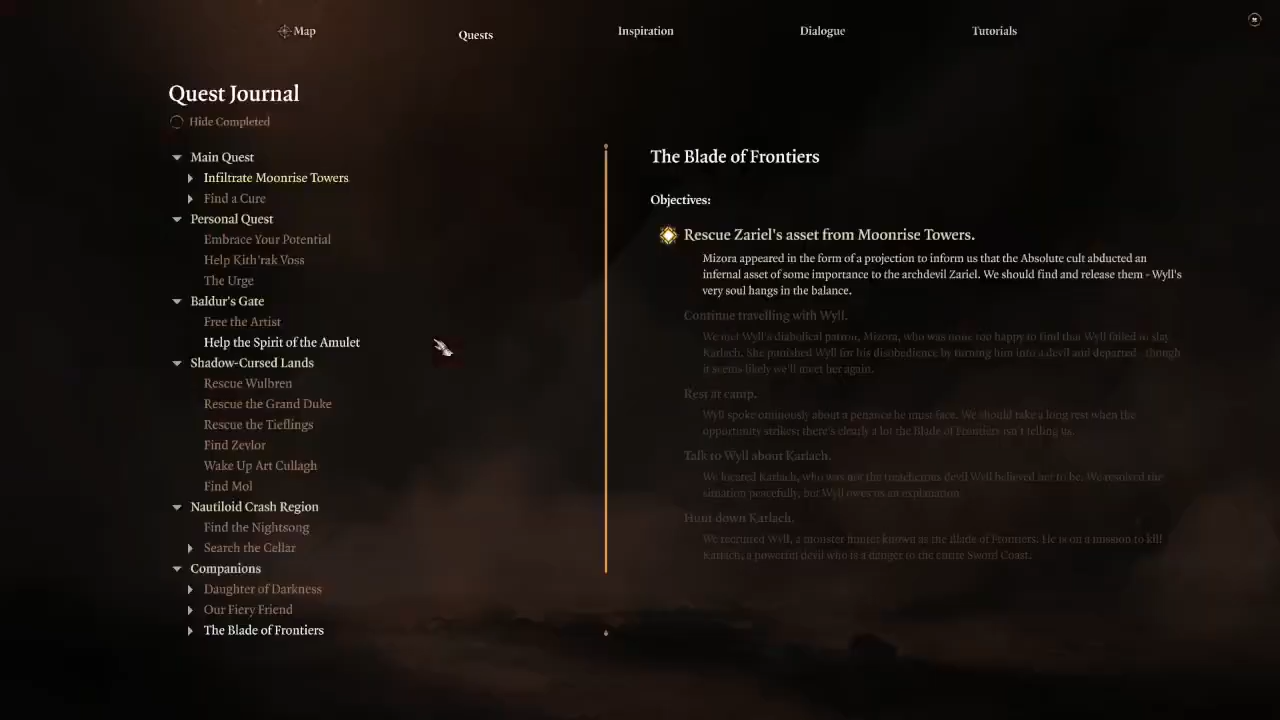 Map
Quests
Inspiration
Dialogue
Tutorials
Quest Journal
Hide Completed
Main Quest
Infiltrate Moonrise Towers
Find a Cure
Personal Quest
Embrace Your Potential
Help Kith'rak Voss
The Urge
Baldur's Gate
Free the Artist
Help the Spirit of the Amulet
Shadow-Cursed Lands
Rescue Wulbren
Rescue the Grand Duke
Rescue the Tieflings
Find Zevlor
Wake Up Art Cullagh
Find Mol
Nautiloid Crash Region
Find the Nightsong
Search the Cellar
Companions
Daughter of Darkness
Our Fiery Friend
The Blade of Frontiers
The Blade of Frontiers
Objectives:
Rescue Zariel's asset from Moonrise Towers.
Mizora appeared in the form of a projection to inform us that the Absolute cult abducted an
infernal asset of some importance to the archdevil Zariel. We should find and release them - Wyll's
very soul hangs in the balance.
Continue travelling with Wyll.
We met Wyll's diabolical patron, Mizora, who was none too happy to find that Wyll failed to slay
Karlach. She punished Wyll for his disobedience by turning him into a devil and departed - though
it seems likely we'll meet her again.
Rest at camp.
Wyll spoke ominously about a penance he must face. We should take a long rest when the
opportunity strikes; there's clearly a lot the Blade of Frontiers isn't telling us.
Talk to Wyll about Karlach.
We located Karlach, who was not the treacherous devil Wyll believed her to be. We resolved the
situation peacefully, but Wyll owes us an explanation.
Hunt down Karlach.
We recruited Wyll, a monster hunter known as the Blade of Frontiers. He is on a mission to kill
Karlach, a powerful devil who is a danger to the entire Sword Coast.